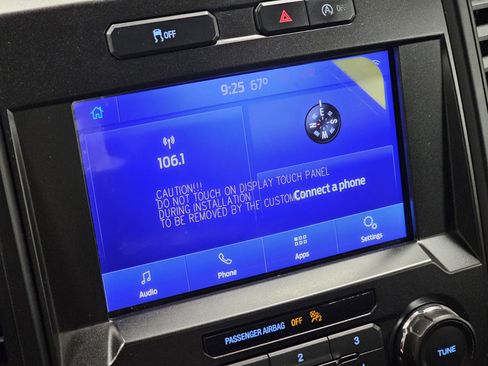 OFF
OFF
9:25 67°
106.1
E
S
W
N
CAUTION!!!
DO NOT TOUCH ON DISPLAY TOUCH PANEL
DURING INSTALLATION
TO BE REMOVED BY THE
Connect a phone
Audio
Phone
Apps
Settings
PASSENGER AIRBAG OFF
2
3
TUNE